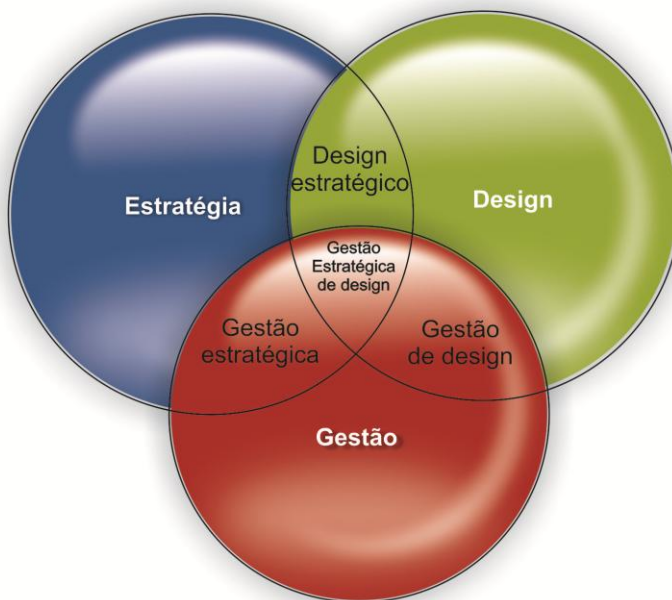 Design
estratégico
Estratégia
Design
Gestão
Estratégica
de design
Gestão
estratégica
Gestão
de design
Gestão